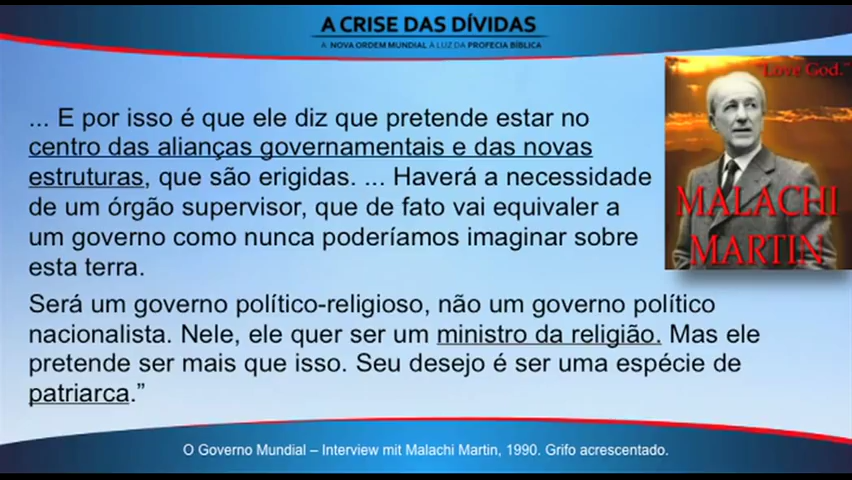 A CRISE DAS DÍVIDAS
A NOVA ORDEM MUNDIAL À LUZ DA PROFECIA BÍBLICA
"Love God."
MALACHI
MARTIN
... E por isso é que ele diz que pretende estar no
centro das alianças governamentais e das novas
estruturas, que são erigidas. ... Haverá a necessidade
de um órgão supervisor, que de fato vai equivaler a
um governo como nunca poderíamos imaginar sobre
esta terra.
Será um governo político-religioso, não um governo político
nacionalista. Nele, ele quer ser um ministro da religião. Mas ele
pretende ser mais que isso. Seu desejo é ser uma espécie de
patriarca.”
O Governo Mundial – Interview mit Malachi Martin, 1990. Grifo acrescentado.